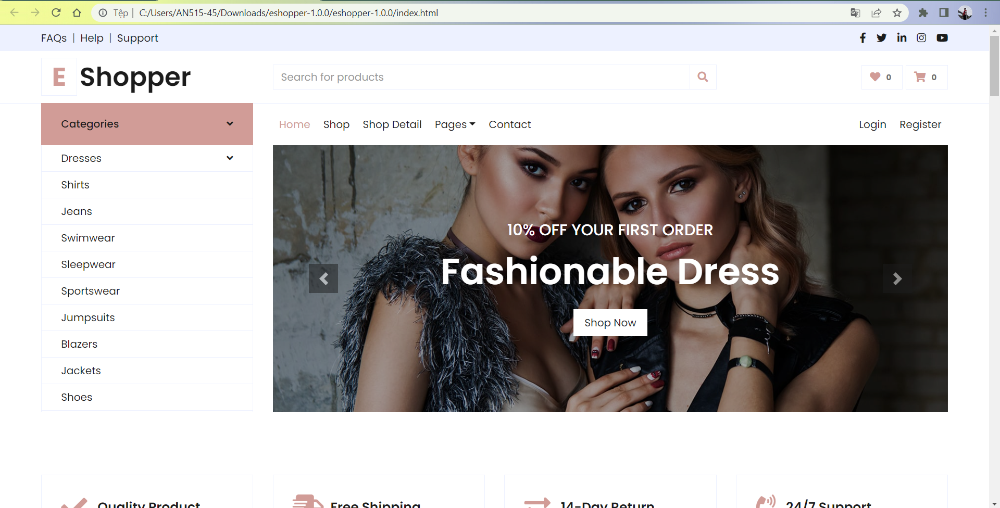 Tệp | C:/Users/AN515-45/Downloads/eshopper-1.0.0/eshopper-1.0.0/index.html
FAQs | Help | Support
E Shopper
Search for products
0
0
Categories
Home
Shop
Shop Detail
Pages
Contact
Login
Register
Dresses
Shirts
Jeans
Swimwear
Sleepwear
Sportswear
Jumpsuits
Blazers
Jackets
Shoes
10% OFF YOUR FIRST ORDER
Fashionable Dress
Shop Now
Quality Product
Free Shipping
14-Day Return
24/7 Support